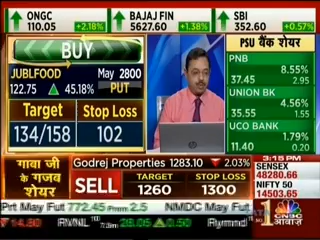 ONGC
110.05 +2.18%
BAJAJ FIN
5627.60 +1.38%
SBI
352.60 +0.57%
BUY
JUBLFOOD May 2800
122.75 45.18% PUT
Target Stop Loss
134/158 102
PSU बैंक शेयर
PNB 8.55%
37.45 2.95
UNION BK 4.56%
35.55 1.55
UCO BANK 1.79%
11.40 0.20
गावा जी
के गजब
शेयर
Godrej Properties 1283.10 2.03%
SELL
TARGET STOP LOSS
1260 1300
3:15 PM
SENSEX
48280.66
NIFTY 50
14503.65
Prt May Fut 772.45 NMDC May Fut
CNBC
आवाज़